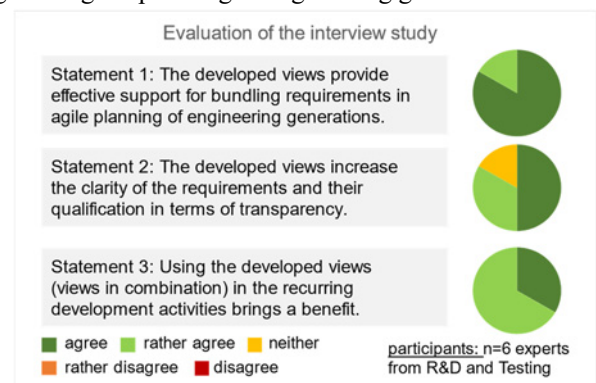 Evaluation of the interview study
Statement 1: The developed views provide
effective support for bundling requirements in
agile planning of engineering generations.
Statement 2: The developed views increase
the clarity of the requirements and their
qualification in terms of transparency.
Statement 3: Using the developed views
(views in combination) in the recurring
development activities brings a benefit.
agree rather agree neither
rather disagree disagree
participants: n=6 experts
from R&D and Testing